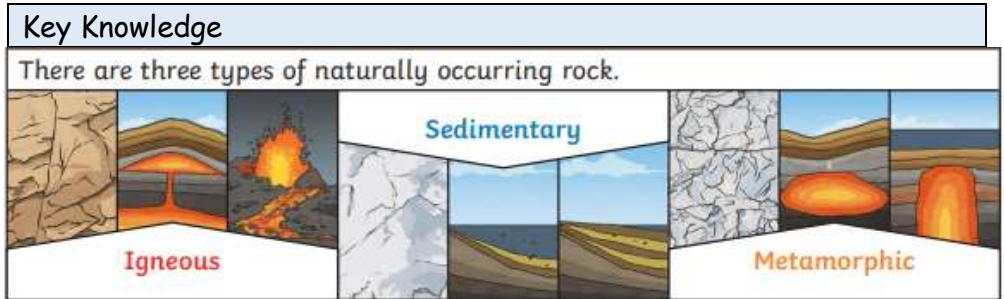 Key Knowledge
There are three types of naturally occurring rock.
Sedimentary
Igneous
Metamorphic